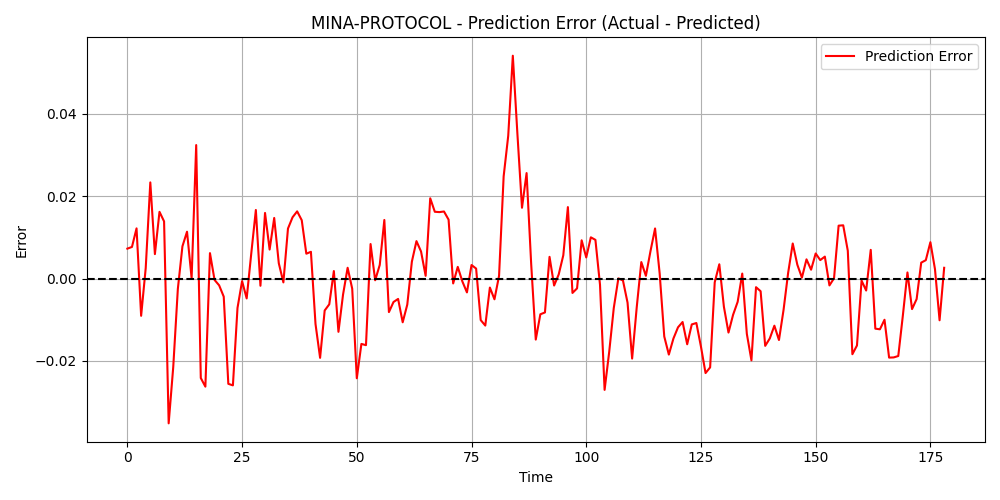 MINA-PROTOCOL - Prediction Error (Actual - Predicted)
Prediction Error
Error
0.04
0.02
0.00
−0.02
0 25 50 75 100 125 150 175
Time